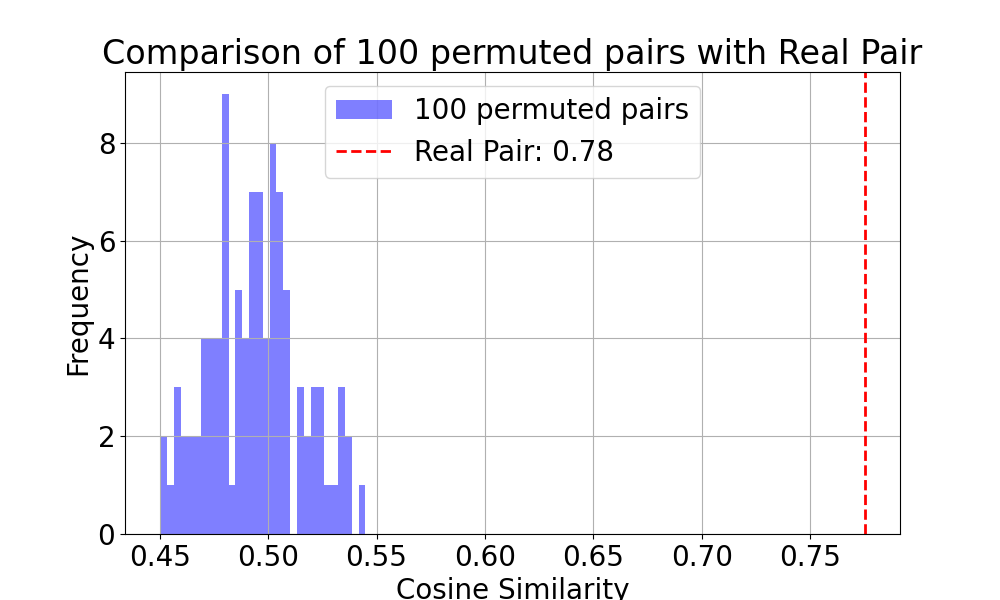 Comparison of 100 permuted pairs with Real Pair
100 permuted pairs
Real Pair: 0.78
Frequency
8
6
4
2
0
0.45 0.50 0.55 0.60 0.65 0.70 0.75
Cosine Similarity